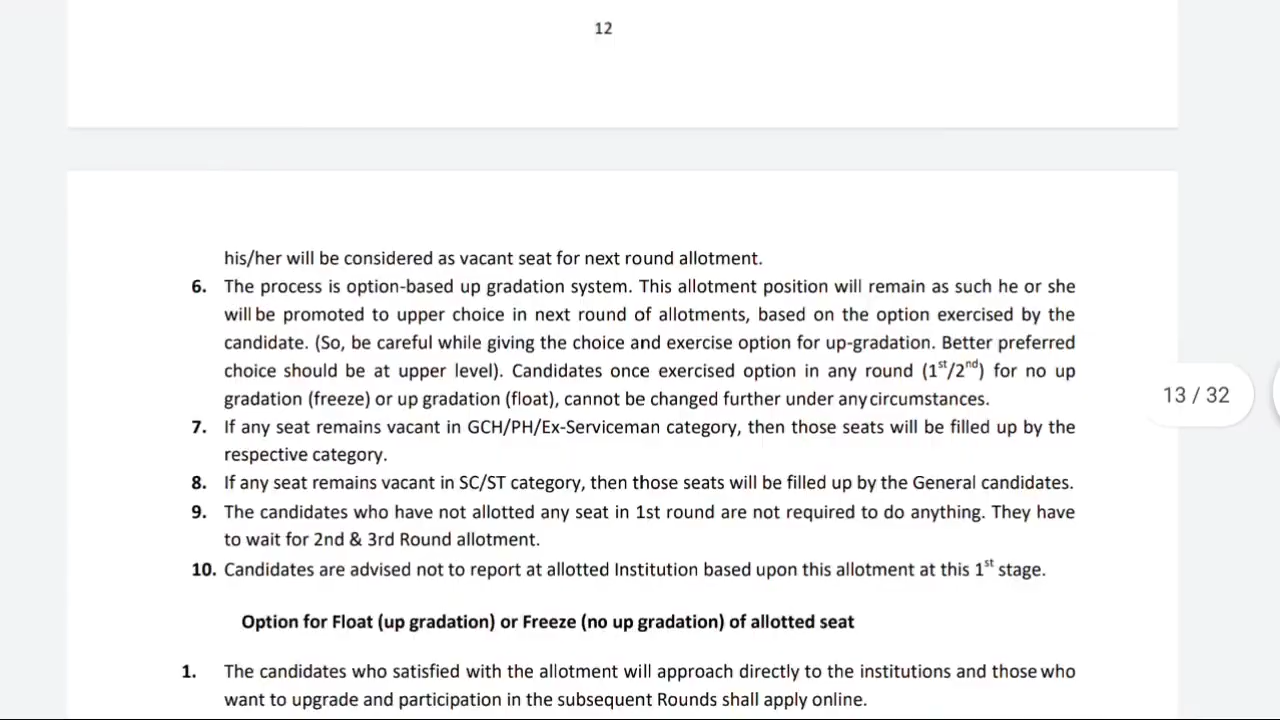 12
his/her will be considered as vacant seat for next round allotment.
6. The process is option-based up gradation system. This allotment position will remain as such he or she
will be promoted to upper choice in next round of allotments, based on the option exercised by the
candidate. (So, be careful while giving the choice and exercise option for up-gradation. Better preferred
choice should be at upper level). Candidates once exercised option in any round (1st/2nd) for no up
gradation (freeze) or up gradation (float), cannot be changed further under any circumstances.
7. If any seat remains vacant in GCH/PH/Ex-Serviceman category, then those seats will be filled up by the
respective category.
8. If any seat remains vacant in SC/ST category, then those seats will be filled up by the General candidates.
9. The candidates who have not allotted any seat in 1st round are not required to do anything. They have
to wait for 2nd & 3rd Round allotment.
10. Candidates are advised not to report at allotted Institution based upon this allotment at this 1st stage.
Option for Float (up gradation) or Freeze (no up gradation) of allotted seat
1. The candidates who satisfied with the allotment will approach directly to the institutions and those who
want to upgrade and participation in the subsequent Rounds shall apply online.
13 / 32